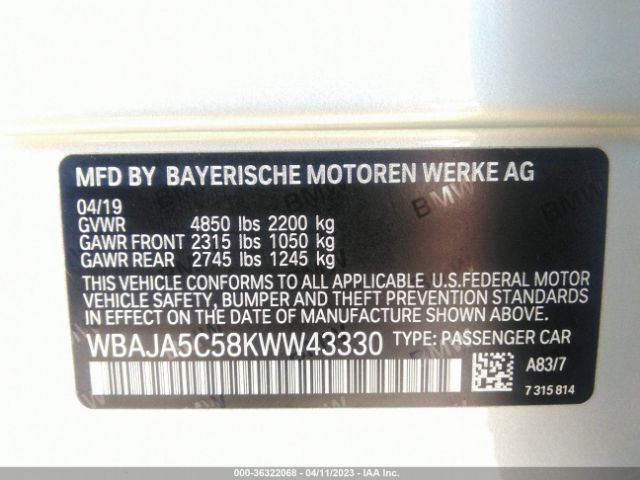 MFD BY BAYERISCHE MOTOREN WERKE AG
04/19
GVWR 4850 lbs 2200 kg
GAWR FRONT 2315 lbs 1050 kg
GAWR REAR 2745 lbs 1245 kg
THIS VEHICLE CONFORMS TO ALL APPLICABLE U.S.FEDERAL MOTOR
VEHICLE SAFETY, BUMPER AND THEFT PREVENTION STANDARDS
IN EFFECT ON THE DATE OF MANUFACTURE SHOWN ABOVE.
WBAJA5C58KWW43330 TYPE: PASSENGER CAR
A83/7
7 315 814
BMW
000-36322068 - 04/11/2023 - IAA Inc.